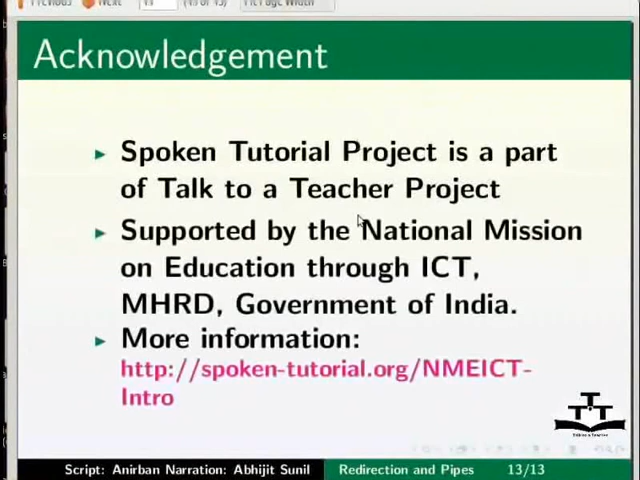 Acknowledgement
Spoken Tutorial Project is a part
of Talk to a Teacher Project
Supported by the National Mission
on Education through ICT,
MHRD, Government of India.
More information:
http://spoken-tutorial.org/NMEICT-
Intro
Script: Anirban Narration: Abhijit Sunil Redirection and Pipes 13/13